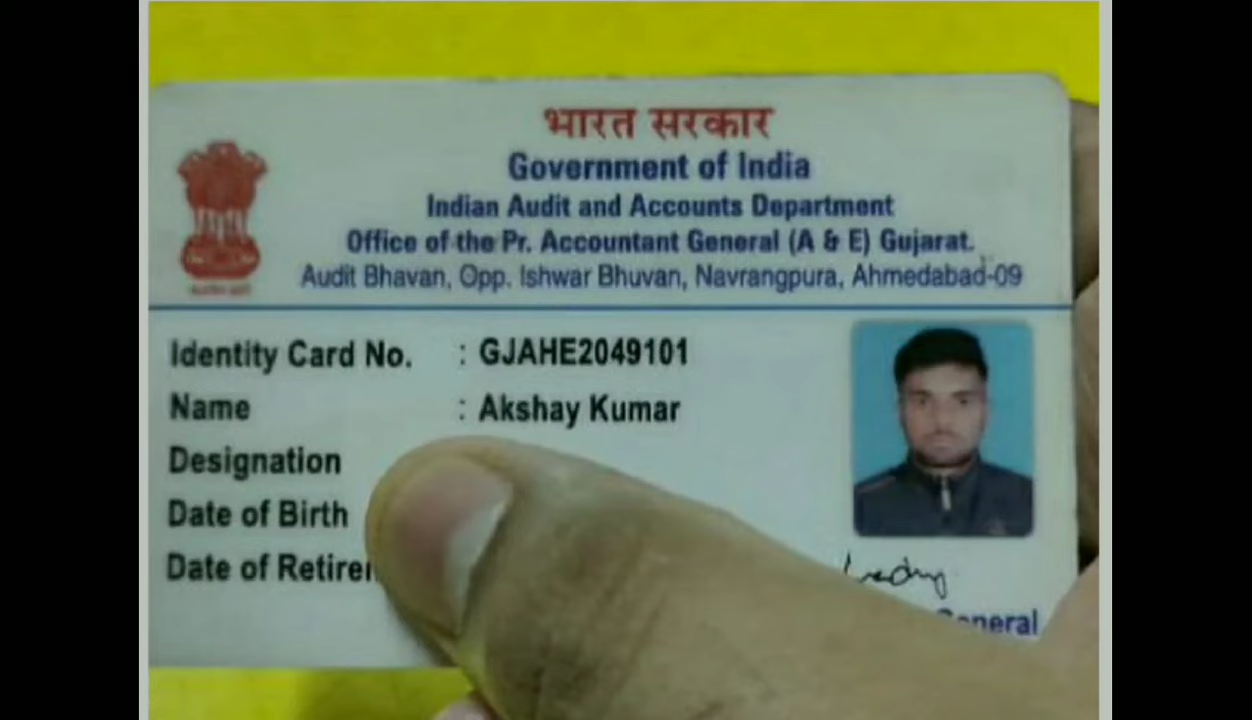 भारत सरकार
Government of India
Indian Audit and Accounts Department
Office of the Pr. Accountant General (A & E) Gujarat.
Audit Bhavan, Opp. Ishwar Bhuvan, Navrangpura, Ahmedabad-09
Identity Card No. : GJAHE2049101
Name : Akshay Kumar
Designation
Date of Birth
Date of
General